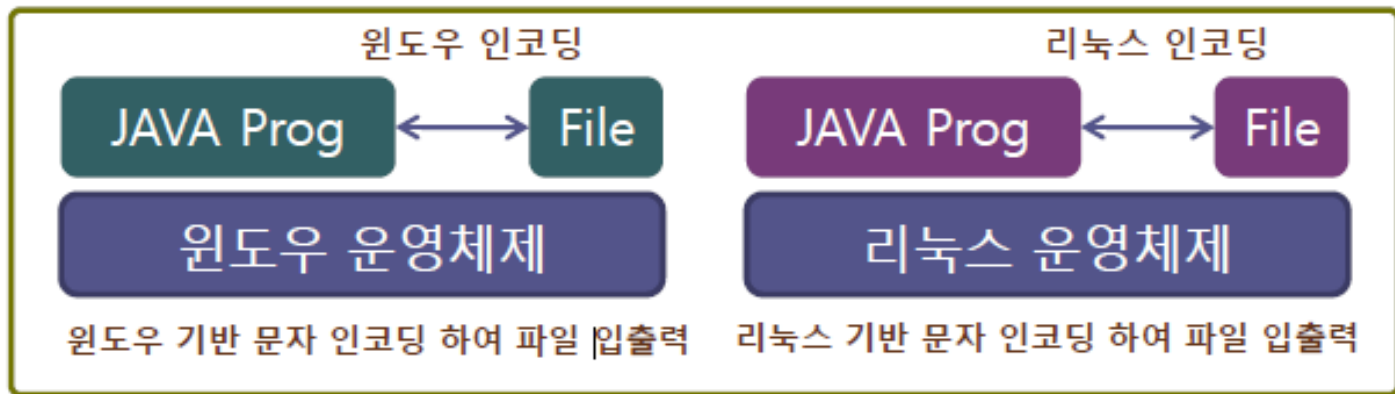 윈도우 인코딩 리눅스 인코딩
JAVA Prog File JAVA Prog File
윈도우 운영체제 리눅스 운영체제
윈도우 기반 문자 인코딩 하여 파일 입출력 리눅스 기반 문자 인코딩 하여 파일 입출력